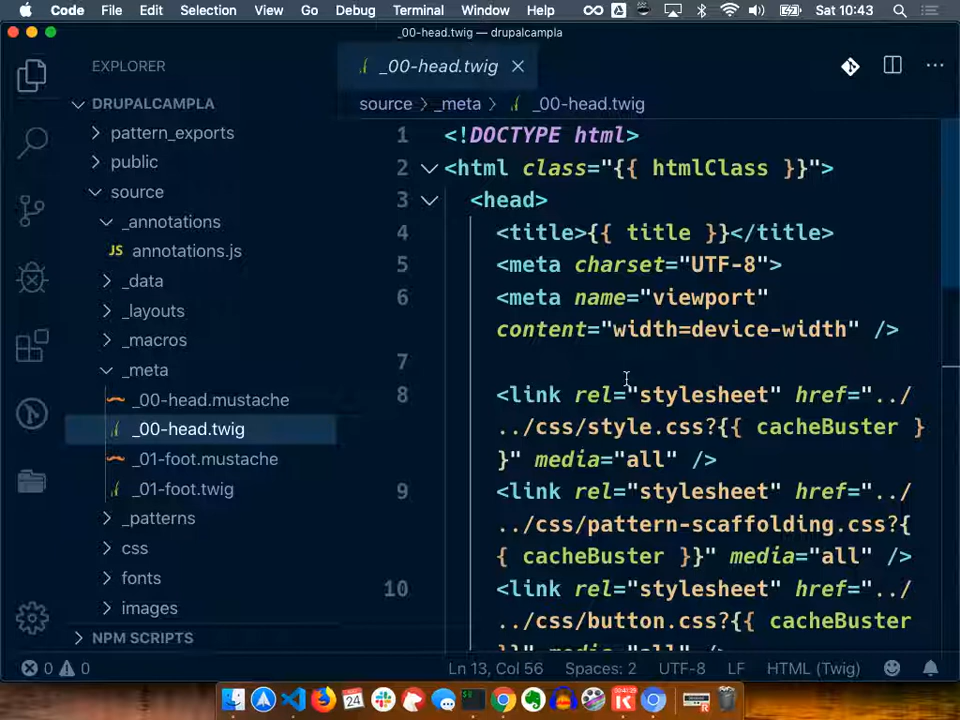 Code File Edit Selection View Go Debug Terminal Window Help Sat 10:43
_00-head.twig — drupalcampla
EXPLORER
DRUPALCAMPLA
pattern_exports
public
source
_annotations
JS annotations.js
_data
_layouts
_macros
_meta
_00-head.mustache
_00-head.twig
_01-foot.mustache
_01-foot.twig
_patterns
css
fonts
images
NPM SCRIPTS
_00-head.twig
source _meta _00-head.twig
1 <!DOCTYPE html>
2 <html class="{{ htmlClass }}">
3 <head>
4 <title>{{ title }}</title>
5 <meta charset="UTF-8">
6 <meta name="viewport"
content="width=device-width" />
7
8 <link rel="stylesheet" href="../
../css/style.css?{{ cacheBuster }
}" media="all" />
9 <link rel="stylesheet" href="../
../css/pattern-scaffolding.css?{
{ cacheBuster }}" media="all" />
10 <link rel="stylesheet" href="../
../css/button.css?{{ cacheBuster
}}" media="all" />
0 0 Ln 13, Col 56 Spaces: 2 UTF-8 LF HTML (Twig)
24